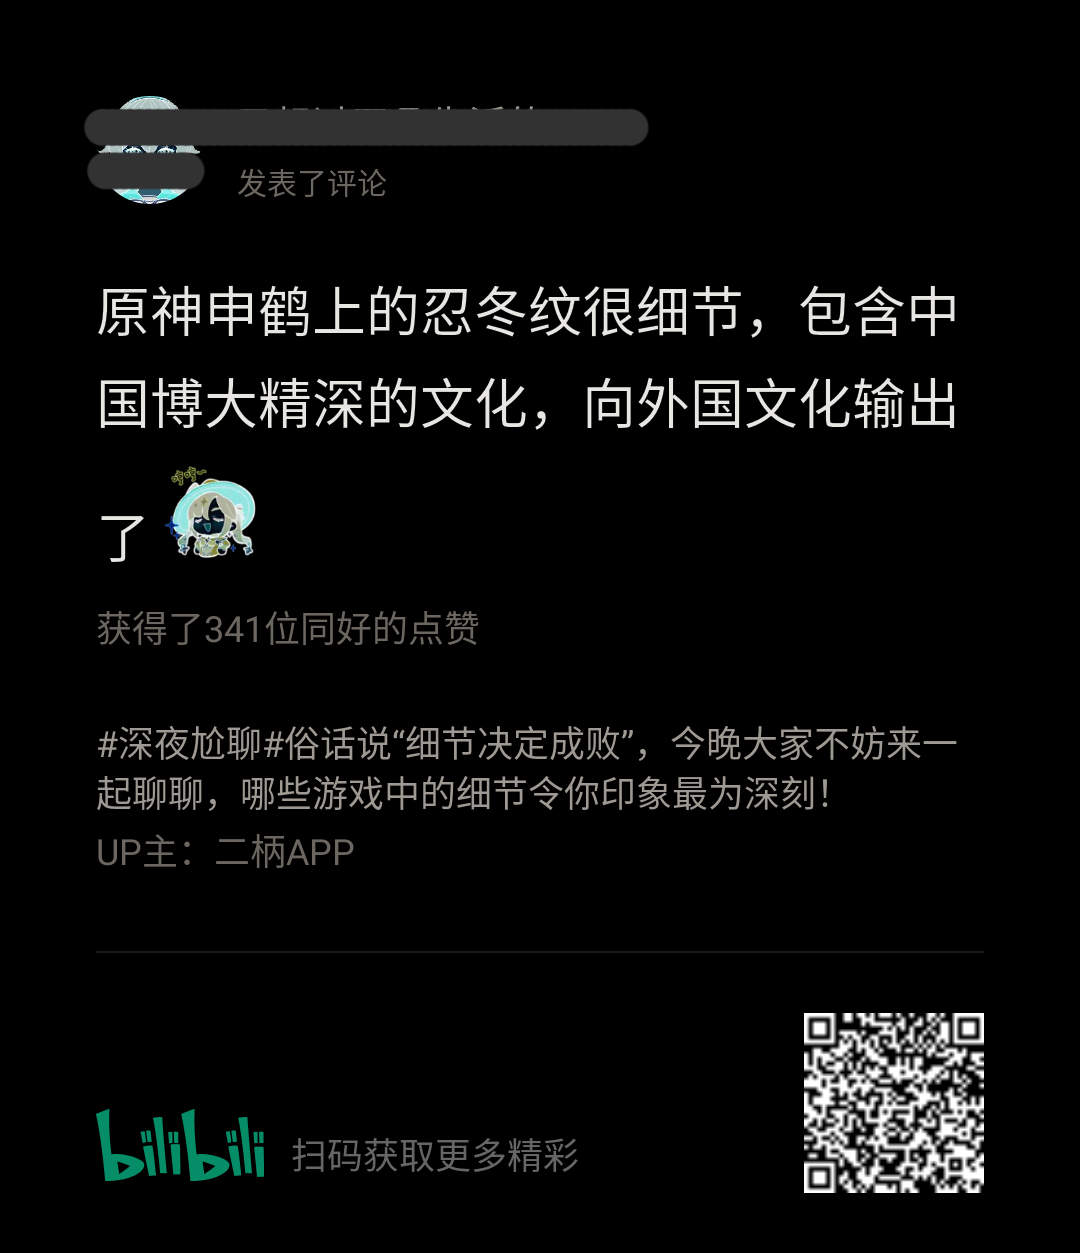 发表了评论
原神申鹤上的忍冬纹很细节，包含中
国博大精深的文化，向外国文化输出
了
哼哼~
获得了341位同好的点赞
#深夜尬聊#俗话说“细节决定成败”，今晚大家不妨来一
起聊聊，哪些游戏中的细节令你印象最为深刻！
UP主：二柄APP
bilibili 扫码获取更多精彩